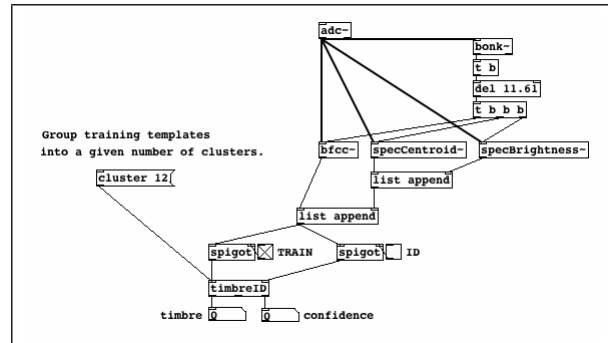 adc~
bonk~
t b
del 11.61
t b b b
Group training templates
into a given number of clusters.
bfcc~
specCentroid~
specBrightness~
cluster 12
list append
list append
spigot
TRAIN
spigot
ID
timbreID
timbre
0
0
confidence